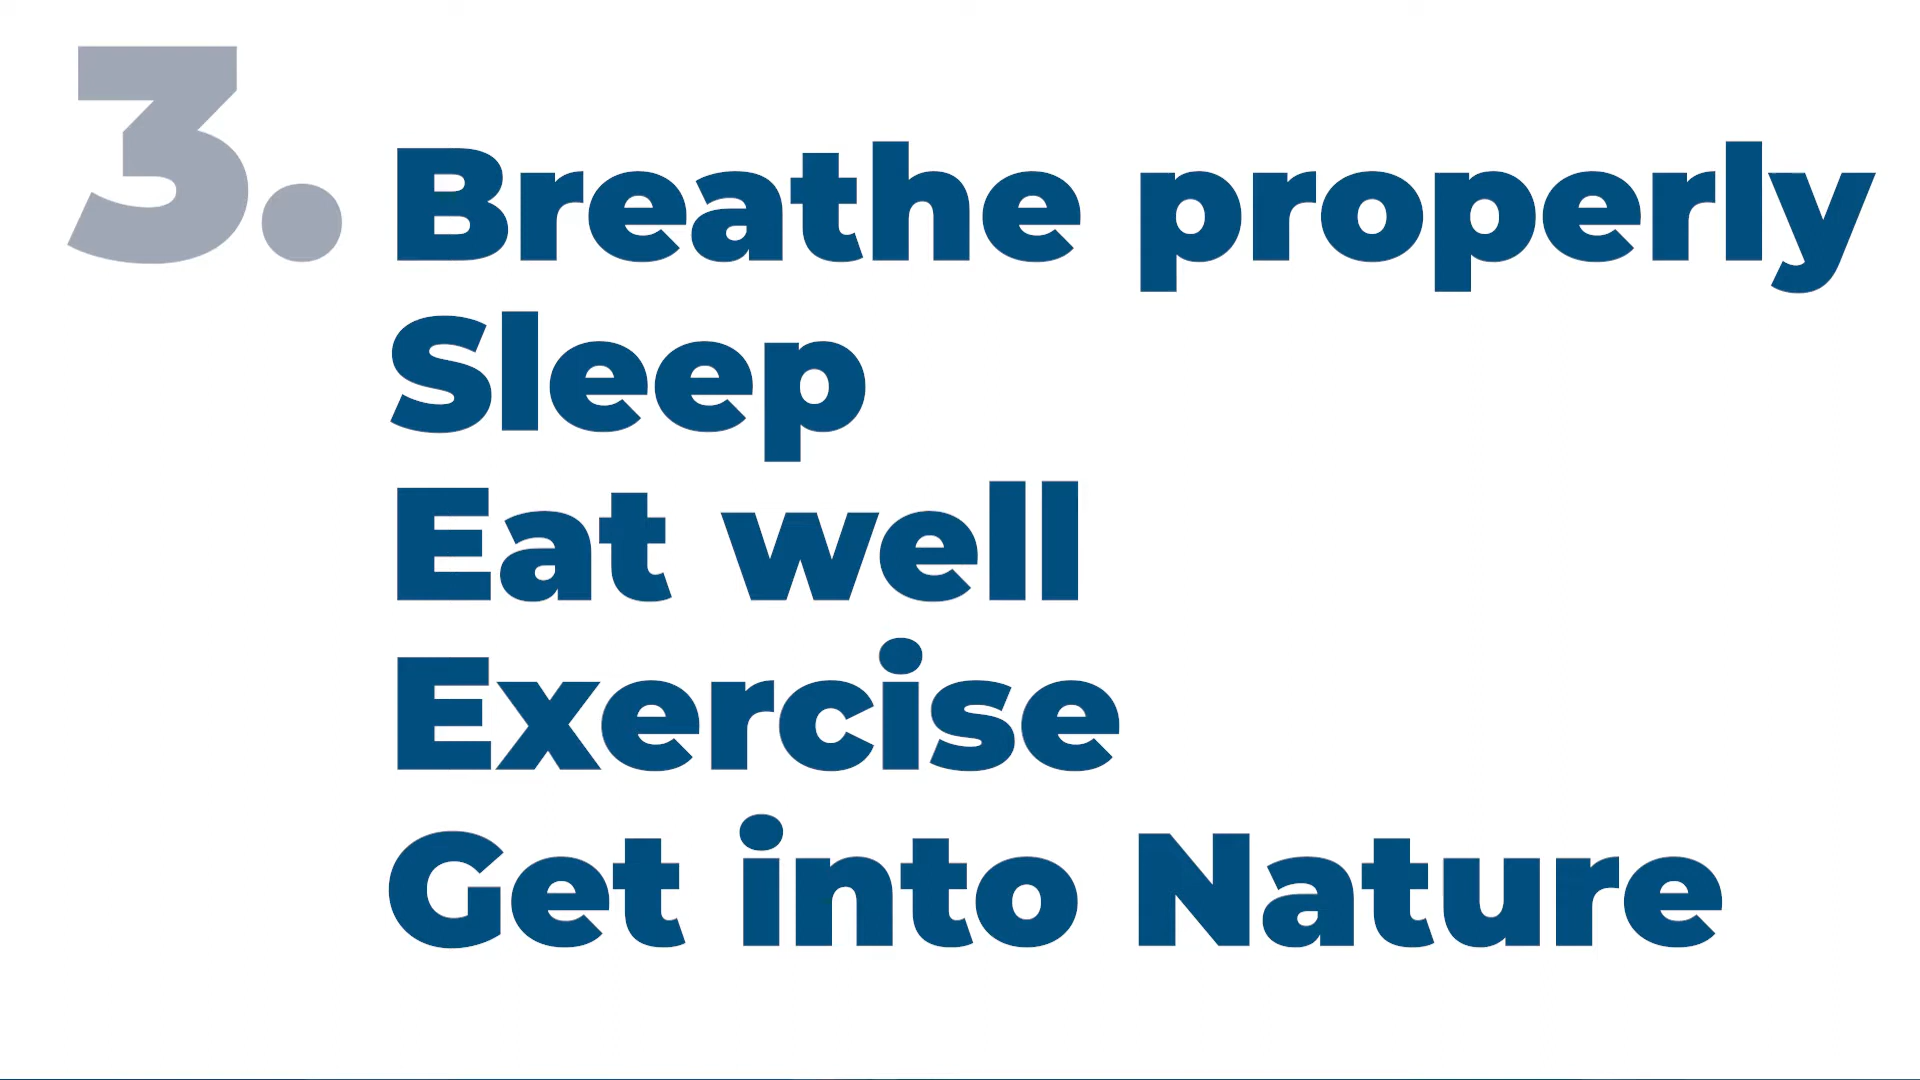 3. Breathe properly
Sleep
Eat well
Exercise
Get into Nature